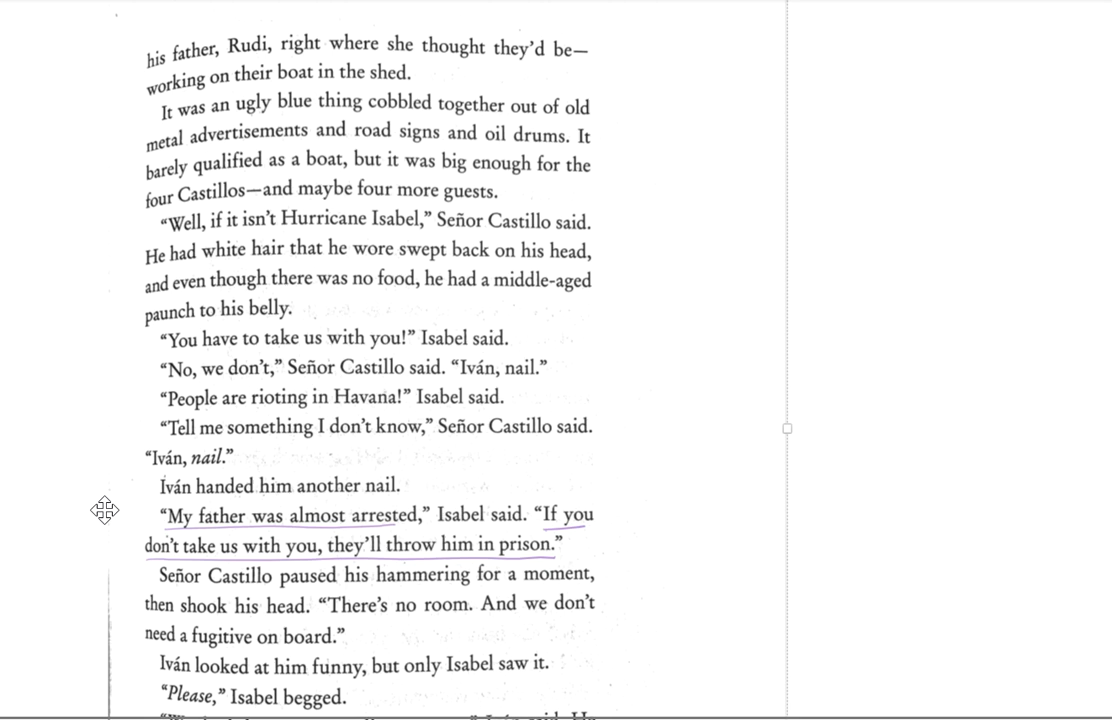 his father, Rudi, right where she thought they'd be—
working on their boat in the shed.
It was an ugly blue thing cobbled together out of old
metal advertisements and road signs and oil drums. It
barely qualified as a boat, but it was big enough for the
four Castillos—and maybe four more guests.
“Well, if it isn't Hurricane Isabel,” Señor Castillo said.
He had white hair that he wore swept back on his head,
and even though there was no food, he had a middle-aged
paunch to his belly.
“You have to take us with you!” Isabel said.
“No, we don't,” Señor Castillo said. “Iván, nail.”
“People are rioting in Havana!” Isabel said.
“Tell me something I don't know,” Señor Castillo said.
“Iván, nail.”
Iván handed him another nail.
“My father was almost arrested,” Isabel said. “If you
don't take us with you, they'll throw him in prison.”
Señor Castillo paused his hammering for a moment,
then shook his head. “There's no room. And we don't
need a fugitive on board.”
Iván looked at him funny, but only Isabel saw it.
“Please,” Isabel begged.